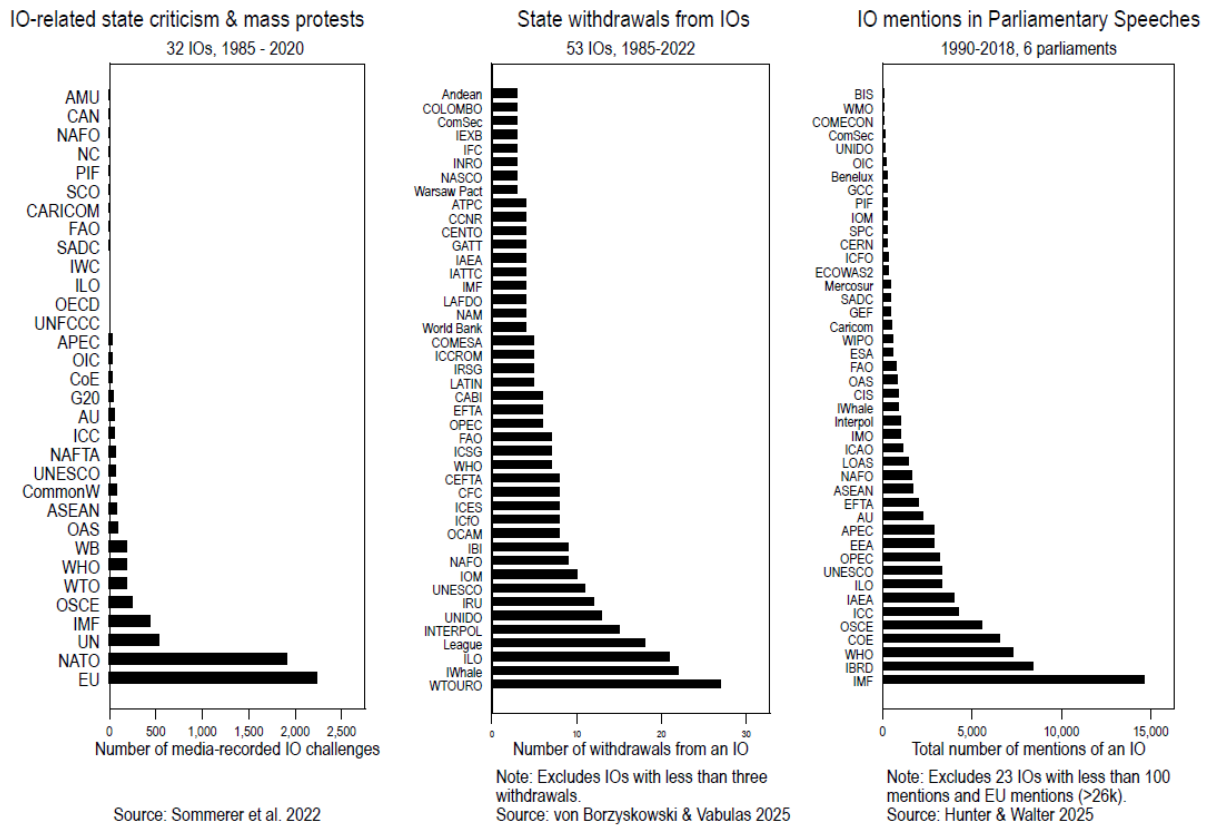 IO-related state criticism & mass protests
32 IOs, 1985 - 2020
AMU
CAN
NAFO
NC
PIF
SCO
CARICOM
FAO
SADC
IWC
ILO
OECD
UNFCCC
APEC
OIC
CoE
G20
AU
ICC
NAFTA
UNESCO
CommonW
ASEAN
OAS
WB
WHO
WTO
OSCE
IMF
UN
NATO
EU
0 500 1,000 1,500 2,000 2,500
Number of media-recorded IO challenges
Source: Sommerer et al. 2022
State withdrawals from IOs
53 IOs, 1985-2022
Andean
COLOMBO
ComSec
IEXB
IFC
INRO
NASCO
Warsaw Pact
ATPC
CCNR
CENTO
GATT
IAEA
IATTC
IMF
LAFDO
NAM
World Bank
COMESA
ICCROM
IRSG
LATIN
CABI
EFTA
OPEC
FAO
ICSG
WHO
CEFTA
CFC
ICES
ICfO
OCAM
IBI
NAFO
IOM
UNESCO
IRU
UNIDO
INTERPOL
League
ILO
IWhale
WTOURO
0 10 20 30
Number of withdrawals from an IO
Note: Excludes IOs with less than three
withdrawals.
Source: von Borzyskowski & Vabulas 2025
IO mentions in Parliamentary Speeches
1990-2018, 6 parliaments
BIS
WMO
COMECON
ComSec
UNIDO
OIC
Benelux
GCC
PIF
IOM
SPC
CERN
ICFO
ECOWAS2
Mercosur
SADC
GEF
Caricom
WIPO
ESA
FAO
OAS
CIS
IWhale
Interpol
IMO
ICAO
LOAS
NAFO
ASEAN
EFTA
AU
APEC
EEA
OPEC
UNESCO
ILO
IAEA
ICC
OSCE
COE
WHO
IBRD
IMF
0 5,000 10,000 15,000
Total number of mentions of an IO
Note: Excludes 23 IOs with less than 100
mentions and EU mentions (>26k).
Source: Hunter & Walter 2025